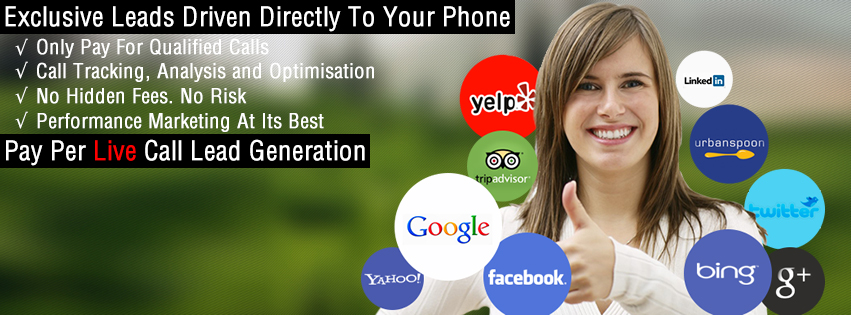 Exclusive Leads Driven Directly To Your Phone
√ Only Pay For Qualified Calls
√ Call Tracking, Analysis and Optimisation
√ No Hidden Fees. No Risk
√ Performance Marketing At Its Best
Pay Per Live Call Lead Generation
yelp
LinkedIn
tripadvisor
urbanspoon
Google
twitter
YAHOO!
facebook
bing
g+